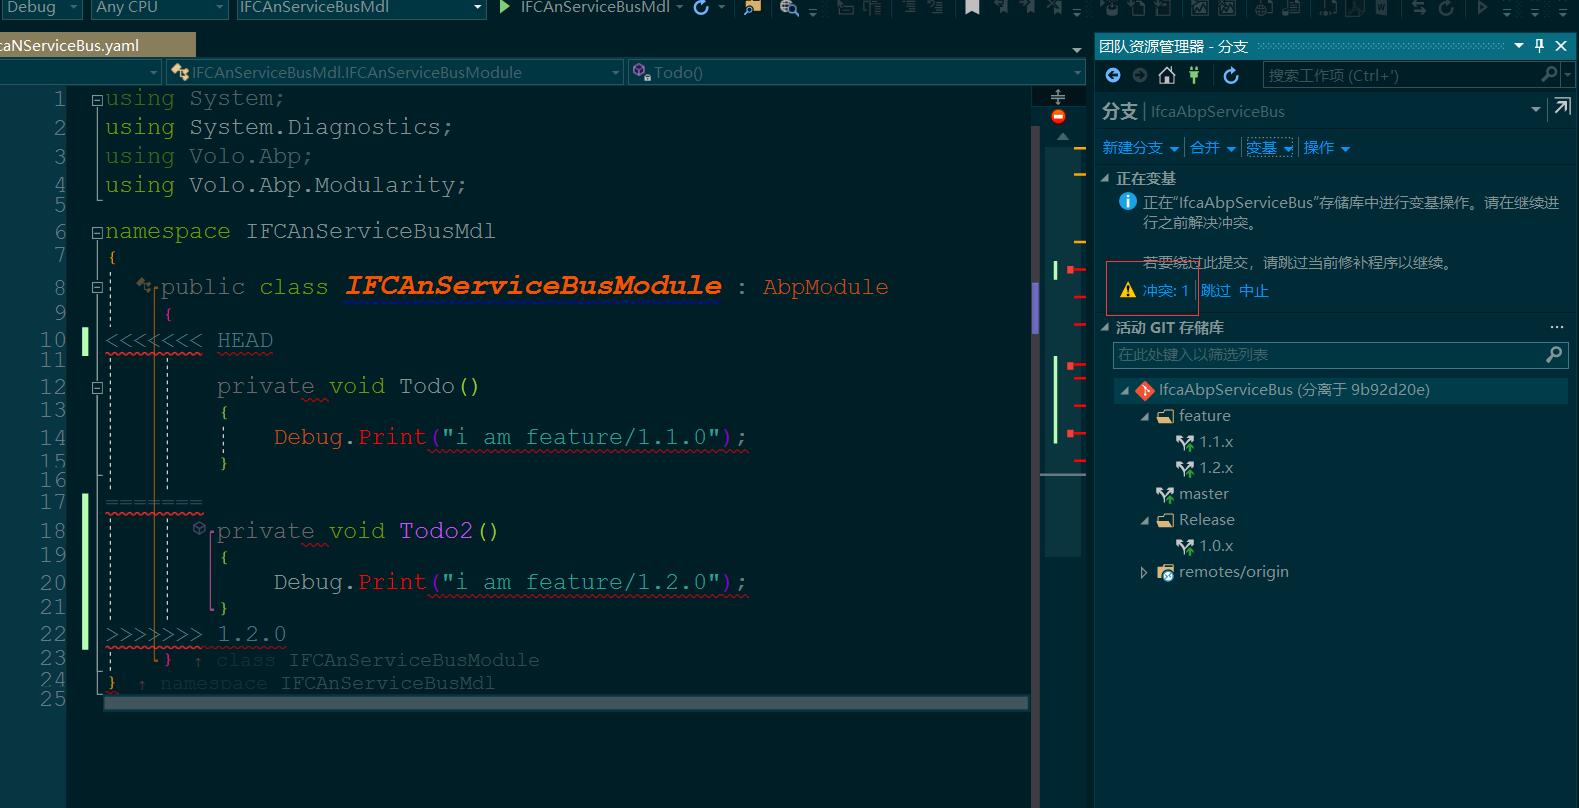 Debug Any CPU IFCAnServiceBusMdl IFCAnServiceBusMdl
caNServiceBus.yaml
IFCAnServiceBusMdl.IFCAnServiceBusModule Todo()
1 using System;
2 using System.Diagnostics;
3 using Volo.Abp;
4 using Volo.Abp.Modularity;
5
6 namespace IFCAnServiceBusMdl
7 {
8 public class IFCAnServiceBusModule : AbpModule
9 {
10 <<<<<<< HEAD
11
12 private void Todo()
13 {
14 Debug.Print("i am feature/1.1.0");
15 }
16
17 =======
18 private void Todo2()
19 {
20 Debug.Print("i am feature/1.2.0");
21 }
22 >>>>>>> 1.2.0
23 } ↑ class IFCAnServiceBusModule
24 } ↑ namespace IFCAnServiceBusMdl
25
团队资源管理器 - 分支
搜索工作项 (Ctrl+')
分支 | IfcaAbpServiceBus
新建分支 合并 变基 操作
正在变基
正在"IfcaAbpServiceBus"存储库中进行变基操作。请在继续进
行之前解决冲突。
若要绕过此提交，请跳过当前修补程序以继续。
冲突: 1 跳过 中止
活动 GIT 存储库 ...
在此处键入以筛选列表
IfcaAbpServiceBus (分离于 9b92d20e)
feature
1.1.x
1.2.x
master
Release
1.0.x
remotes/origin